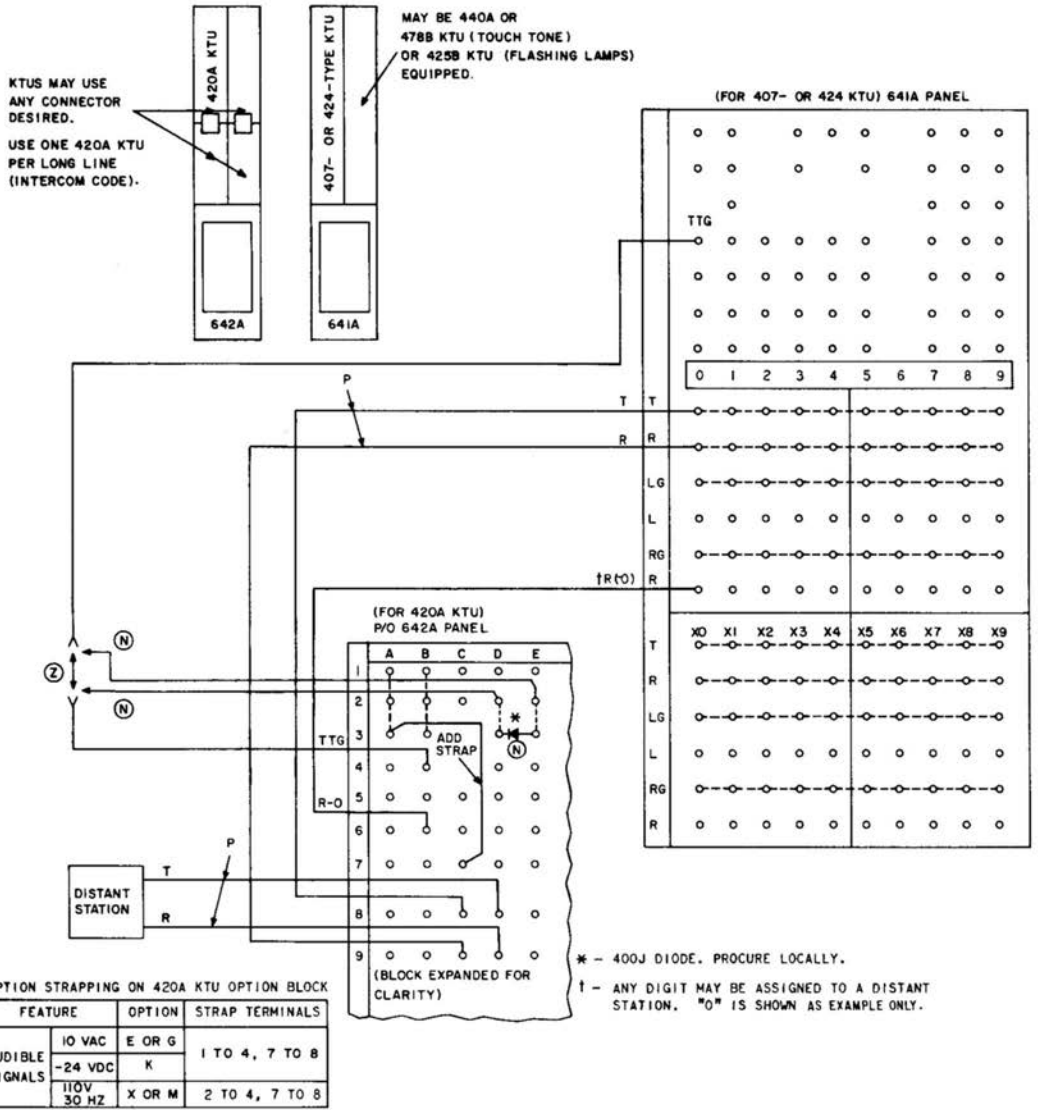 420A KTU
642A
407- OR 424-TYPE KTU
641A
KTUS MAY USE
ANY CONNECTOR
DESIRED.
USE ONE 420A KTU
PER LONG LINE
(INTERCOM CODE).
MAY BE 440A OR
478B KTU (TOUCH TONE)
OR 425B KTU (FLASHING LAMPS)
EQUIPPED.
(FOR 407- OR 424 KTU) 641A PANEL
TTG
0 1 2 3 4 5 6 7 8 9
P
T T
R R
LG
L
RG
†R(-0) R
X0 X1 X2 X3 X4 X5 X6 X7 X8 X9
T
R
LG
L
RG
R
N
Z
N
(FOR 420A KTU)
P/O 642A PANEL
A B C D E
1
2
3
4
5
6
7
8
9
TTG
R-0
ADD
STRAP
*
N
P
DISTANT
STATION
T
R
(BLOCK EXPANDED FOR
CLARITY)
* - 400J DIODE. PROCURE LOCALLY.
† - ANY DIGIT MAY BE ASSIGNED TO A DISTANT
STATION. "0" IS SHOWN AS EXAMPLE ONLY.
PTION STRAPPING ON 420A KTU OPTION BLOCK
FEATURE OPTION STRAP TERMINALS
UDIBLE
IGNALS
10 VAC E OR G 1 TO 4, 7 TO 8
-24 VDC K
110V
30 HZ X OR M 2 TO 4, 7 TO 8